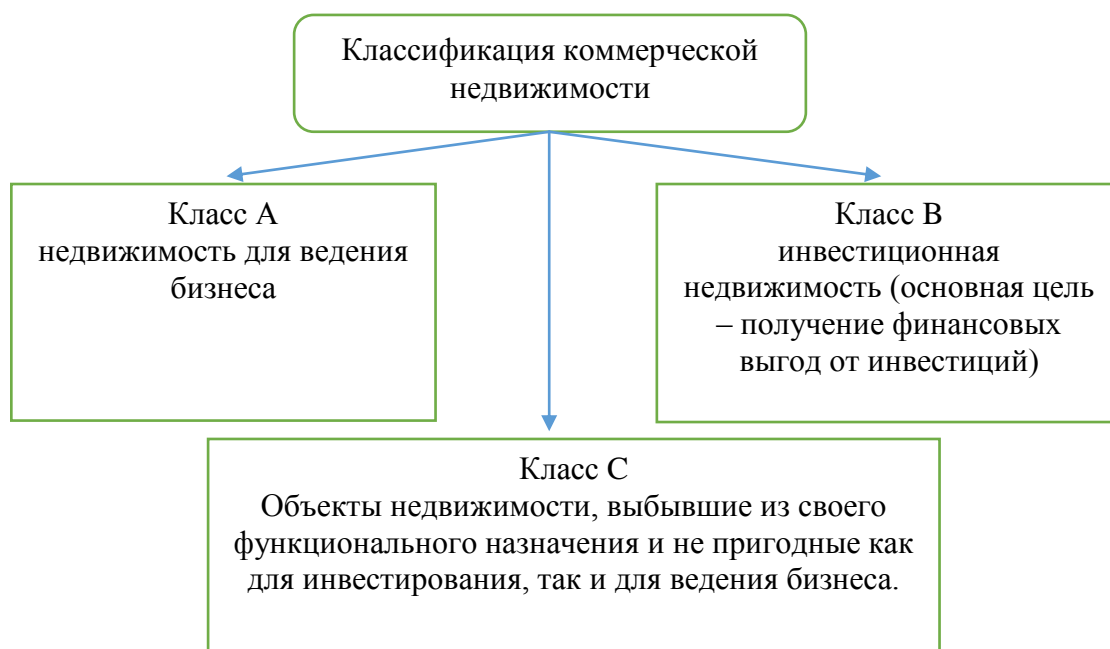 Классификация коммерческой
недвижимости
Класс А
недвижимость для ведения
бизнеса
Класс В
инвестиционная
недвижимость (основная цель
– получение финансовых
выгод от инвестиций)
Класс С
Объекты недвижимости, выбывшие из своего
функционального назначения и не пригодные как
для инвестирования, так и для ведения бизнеса.